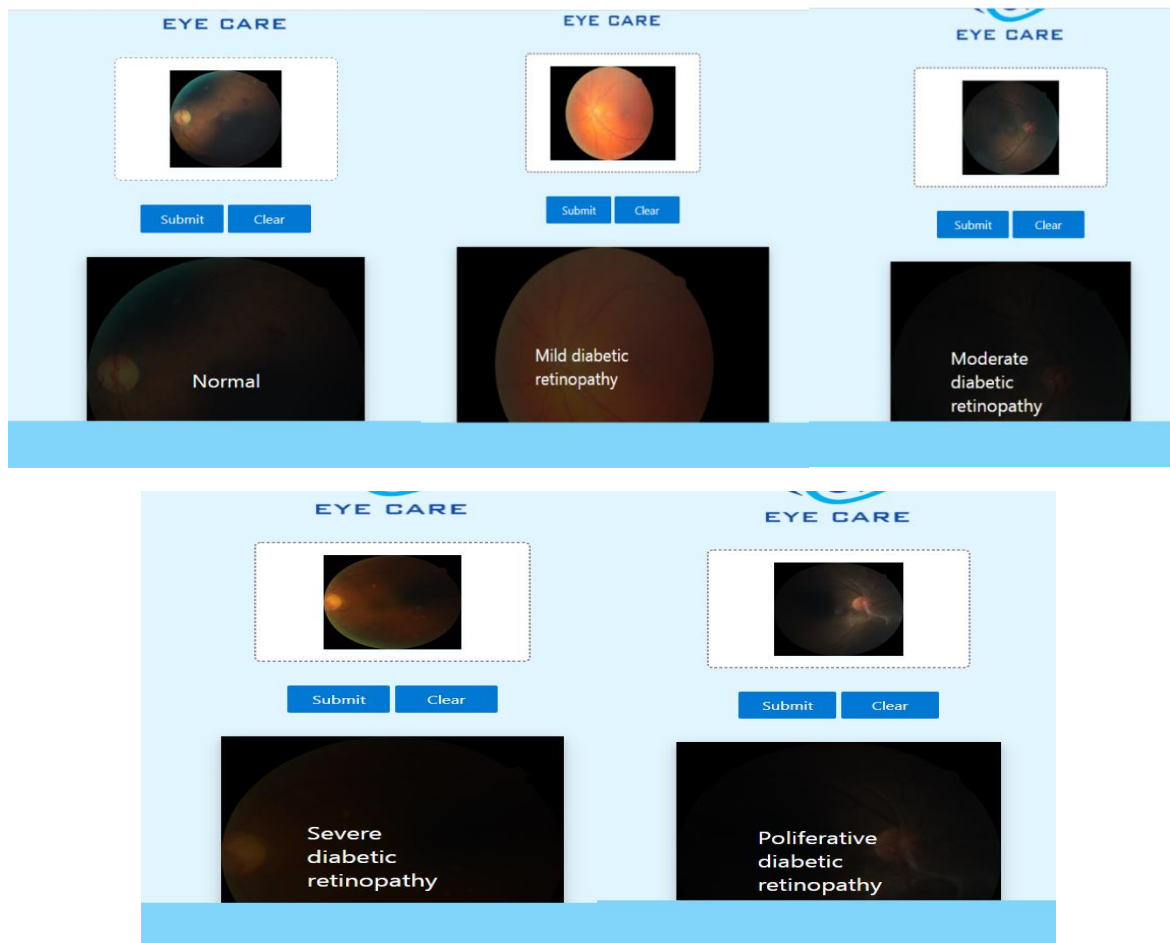 EYE CARE
Submit Clear
Normal
EYE CARE
Submit Clear
Mild diabetic
retinopathy
EYE CARE
Submit Clear
Moderate
diabetic
retinopathy
EYE CARE
Submit Clear
Severe
diabetic
retinopathy
EYE CARE
Submit Clear
Poliferative
diabetic
retinopathy